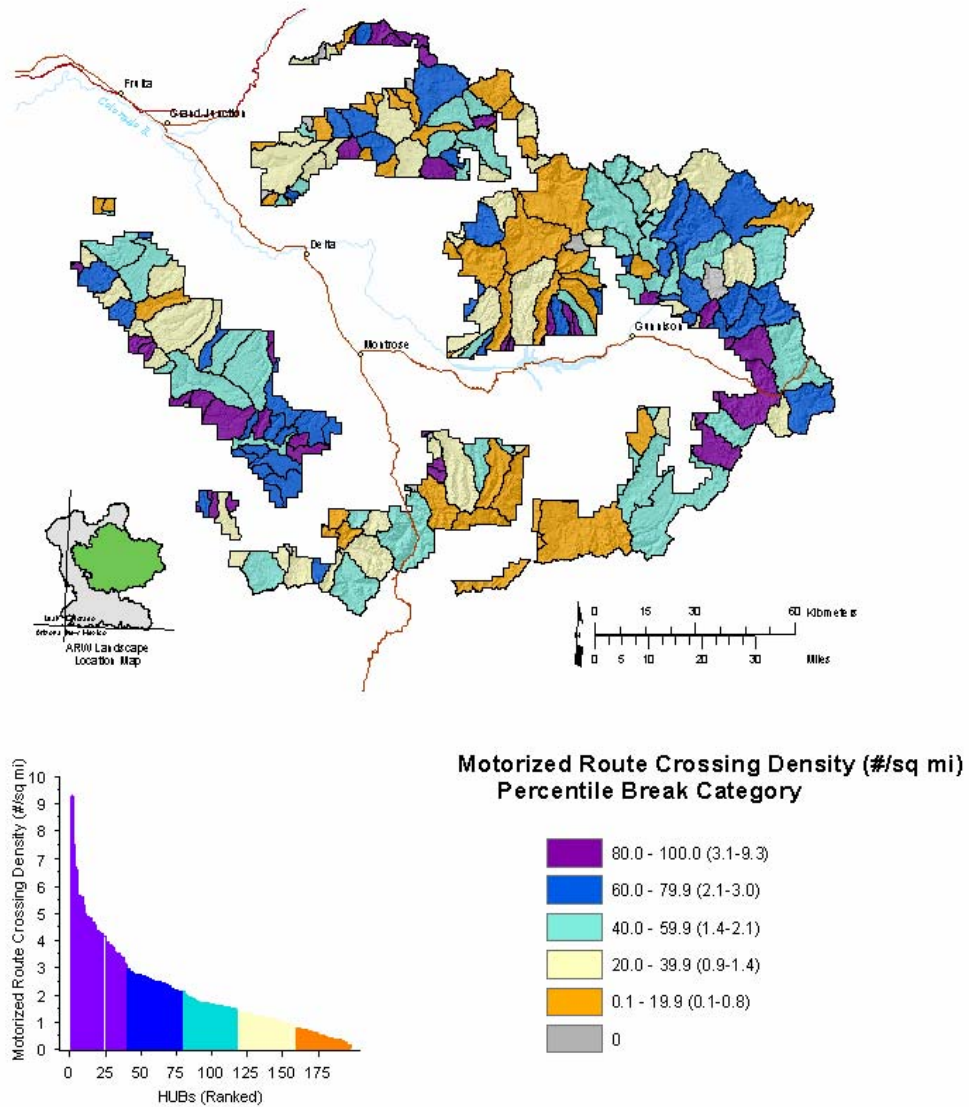 Fruita
Colorado R.
Grand Junction
Delta
Montrose
Gunnison
ARW Landscape
Location Map
0 15 30 60 Kilometers
N
0 5 10 20 30 Miles
10
9
8
7
6
5
4
3
2
1
0
Motorized Route Crossing Density (#/sq mi)
0 25 50 75 100 125 150 175
HUBs (Ranked)
Motorized Route Crossing Density (#/sq mi)
Percentile Break Category
80.0 - 100.0 (3.1-9.3)
60.0 - 79.9 (2.1-3.0)
40.0 - 59.9 (1.4-2.1)
20.0 - 39.9 (0.9-1.4)
0.1 - 19.9 (0.1-0.8)
0